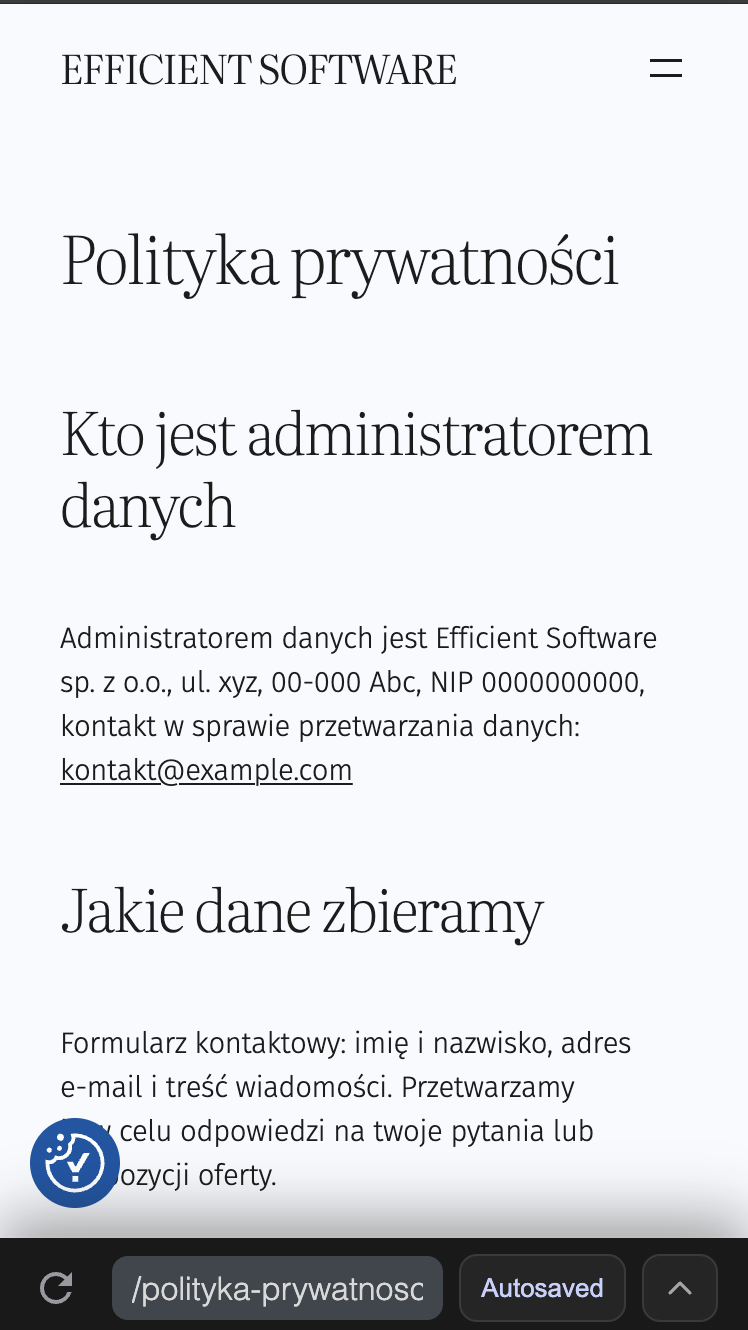 EFFICIENT SOFTWARE
Polityka prywatności
Kto jest administratorem
danych
Administratorem danych jest Efficient Software
sp. z o.o., ul. xyz, 00-000 Abc, NIP 0000000000,
kontakt w sprawie przetwarzania danych:
kontakt@example.com
Jakie dane zbieramy
Formularz kontaktowy: imię i nazwisko, adres
e-mail i treść wiadomości. Przetwarzamy
celu odpowiedzi na twoje pytania lub
oferty.
/polityka-prywatnosc
Autosaved